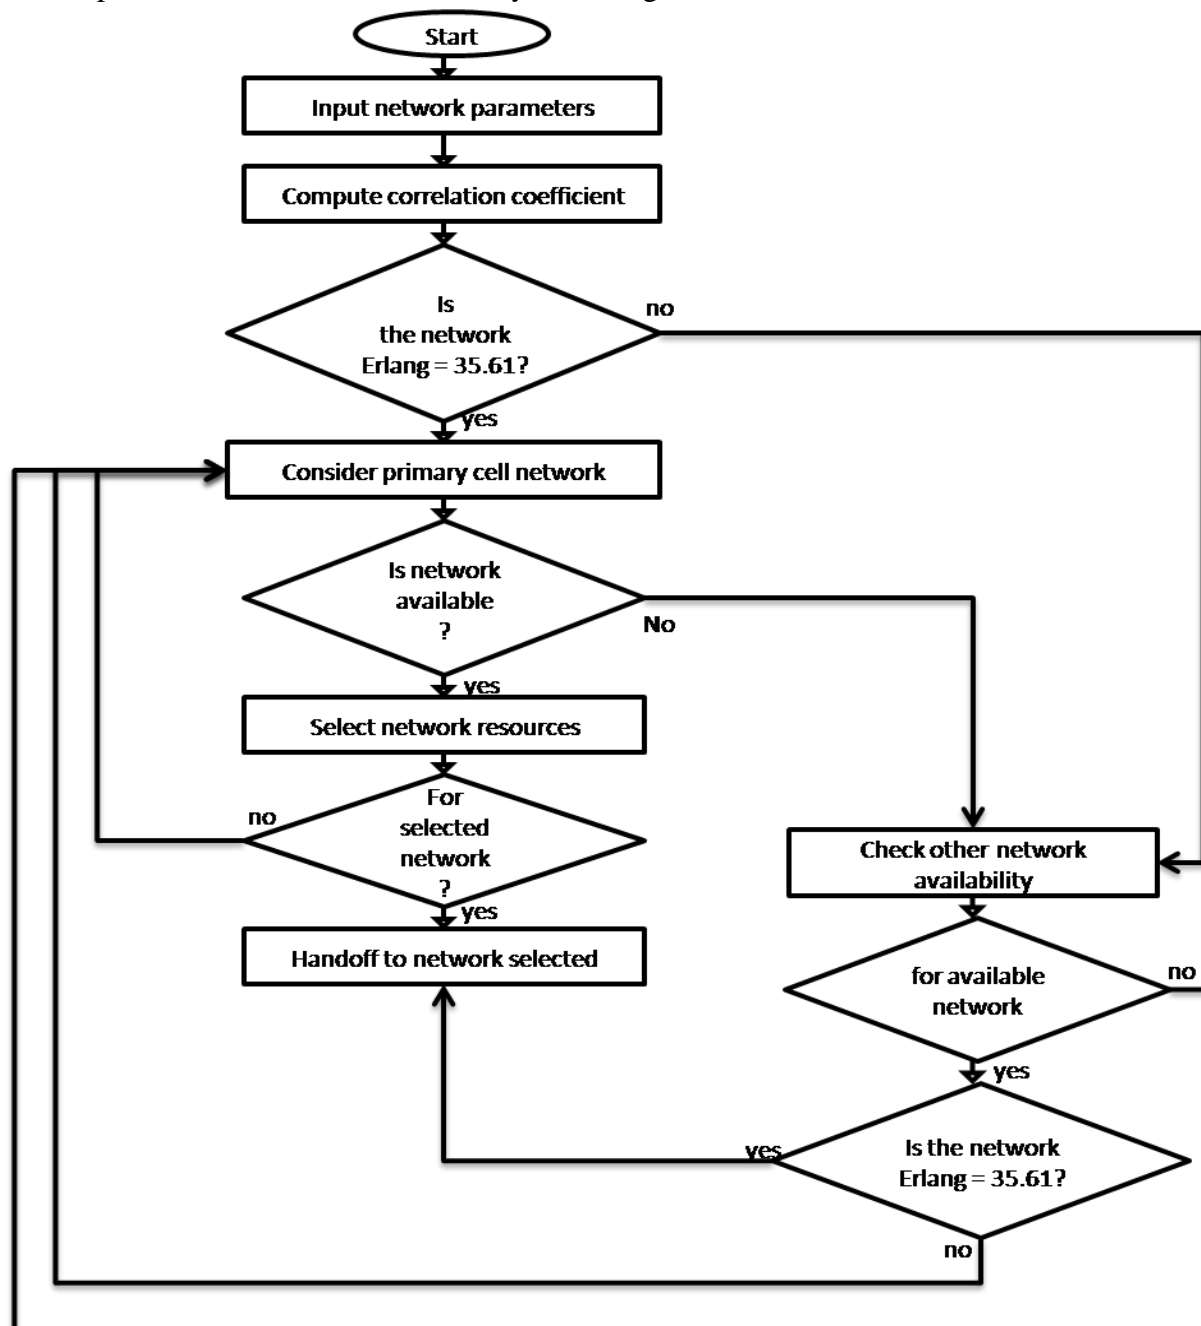 Start
Input network parameters
Compute correlation coefficient
Is
the network
Erlang = 35.61?
no
yes
Consider primary cell network
Is network
available
?
No
yes
Select network resources
For
selected
network
?
no
yes
Check other network
availability
Handoff to network selected
for available
network
no
yes
Is the network
Erlang = 35.61?
yes
no